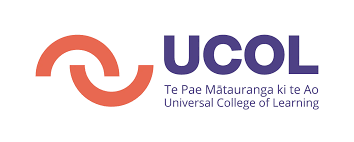 UCOL
Te Pae Mātauranga ki te Ao
Universal College of Learning